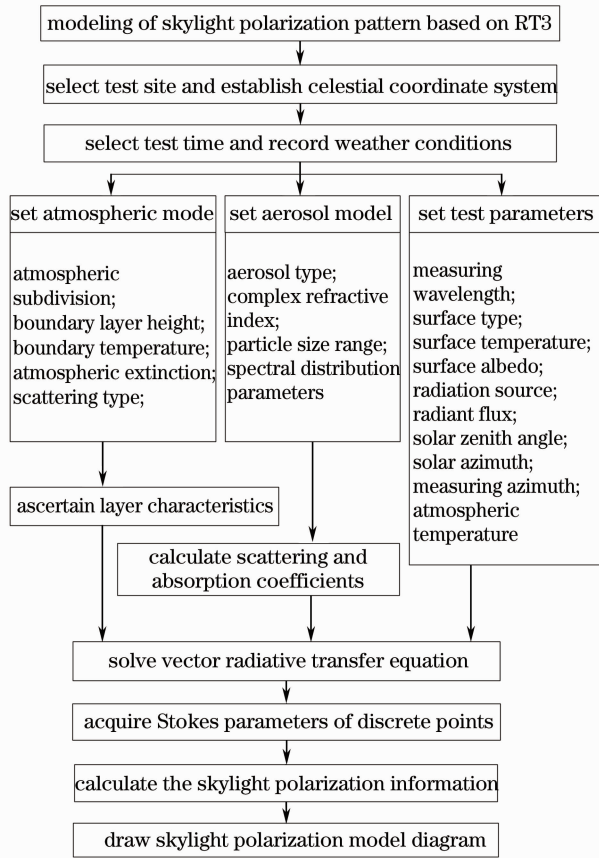 modeling of skylight polarization pattern based on RT3
select test site and establish celestial coordinate system
select test time and record weather conditions
set atmospheric mode
atmospheric
subdivision;
boundary layer height;
boundary temperature;
atmospheric extinction;
scattering type;
set aerosol model
aerosol type;
complex refractive
index;
particle size range;
spectral distribution
parameters
set test parameters
measuring
wavelength;
surface type;
surface temperature;
surface albedo;
radiation source;
radiant flux;
solar zenith angle;
solar azimuth;
measuring azimuth;
atmospheric
temperature
ascertain layer characteristics
calculate scattering and
absorption coefficients
solve vector radiative transfer equation
acquire Stokes parameters of discrete points
calculate the skylight polarization information
draw skylight polarization model diagram